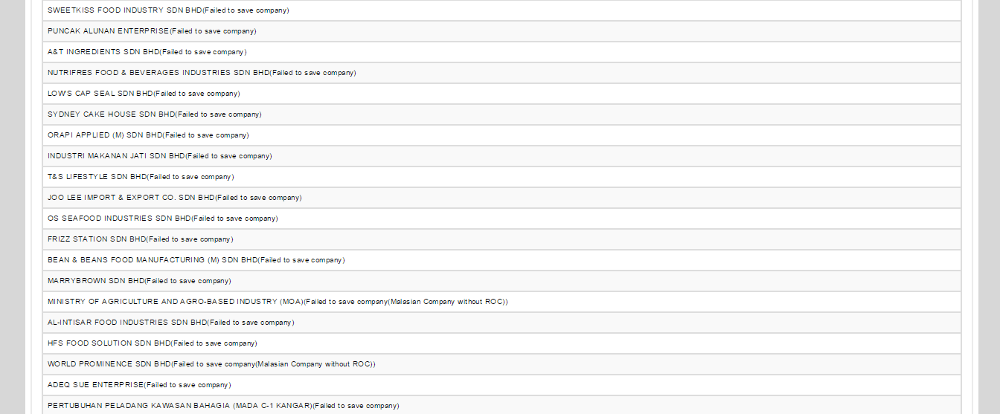 SWEETKISS FOOD INDUSTRY SDN BHD(Failed to save company)
PUNCAK ALUNAN ENTERPRISE(Failed to save company)
A&T INGREDIENTS SDN BHD(Failed to save company)
NUTRIFRES FOOD & BEVERAGES INDUSTRIES SDN BHD(Failed to save company)
LOW'S CAP SEAL SDN BHD(Failed to save company)
SYDNEY CAKE HOUSE SDN BHD(Failed to save company)
ORAPI APPLIED (M) SDN BHD(Failed to save company)
INDUSTRI MAKANAN JATI SDN BHD(Failed to save company)
T&S LIFESTYLE SDN BHD(Failed to save company)
JOO LEE IMPORT & EXPORT CO. SDN BHD(Failed to save company)
OS SEAFOOD INDUSTRIES SDN BHD(Failed to save company)
FRIZZ STATION SDN BHD(Failed to save company)
BEAN & BEANS FOOD MANUFACTURING (M) SDN BHD(Failed to save company)
MARRYBROWN SDN BHD(Failed to save company)
MINISTRY OF AGRICULTURE AND AGRO-BASED INDUSTRY (MOA)(Failed to save company(Malasian Company without ROC))
AL-INTISAR FOOD INDUSTRIES SDN BHD(Failed to save company)
HFS FOOD SOLUTION SDN BHD(Failed to save company)
WORLD PROMINENCE SDN BHD(Failed to save company(Malasian Company without ROC))
ADEQ SUE ENTERPRISE(Failed to save company)
PERTUBUHAN PELADANG KAWASAN BAHAGIA (MADA C-1 KANGAR)(Failed to save company)